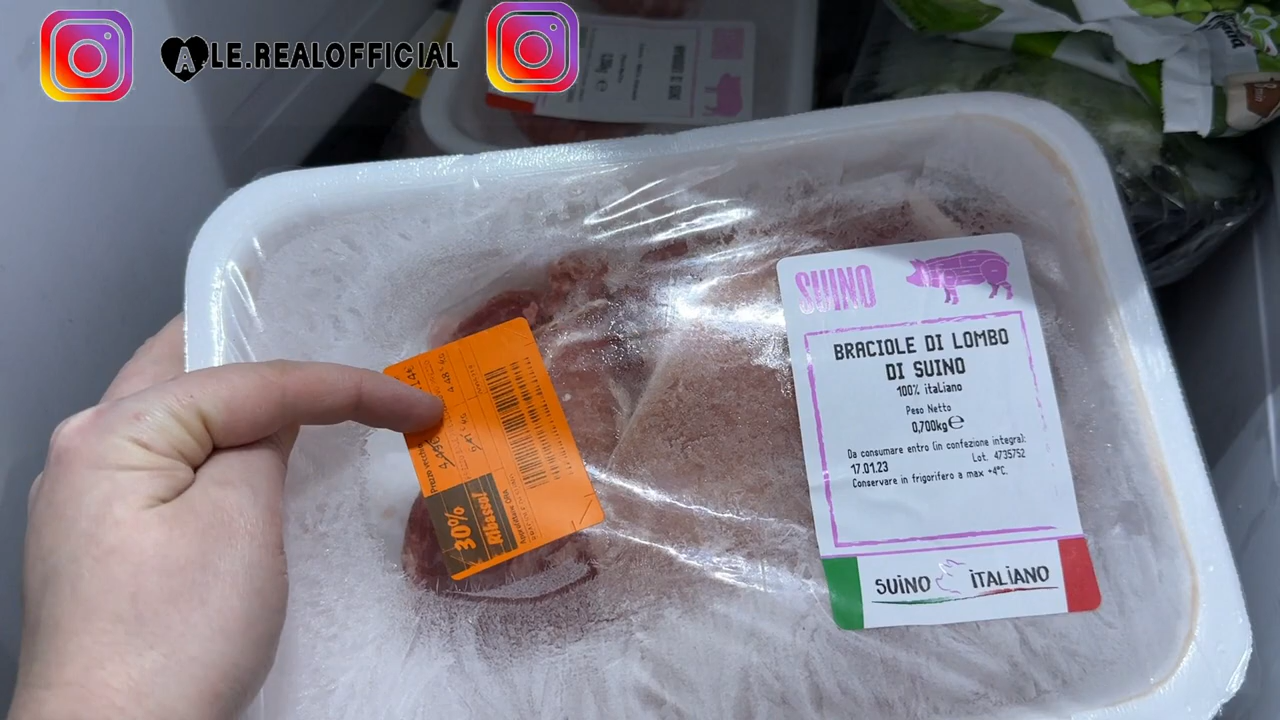 ALE.REALOFFICIAL
SUINO
BRACIOLE DI LOMBO
DI SUINO
100% italiano
Peso Netto
0,700kg e
Da consumare entro (in confezione integra):
17.01.23
Lot. 4735752
Conservare in frigorifero a max +4°C.
SUINO ITALIANO
30%
Ribasso!